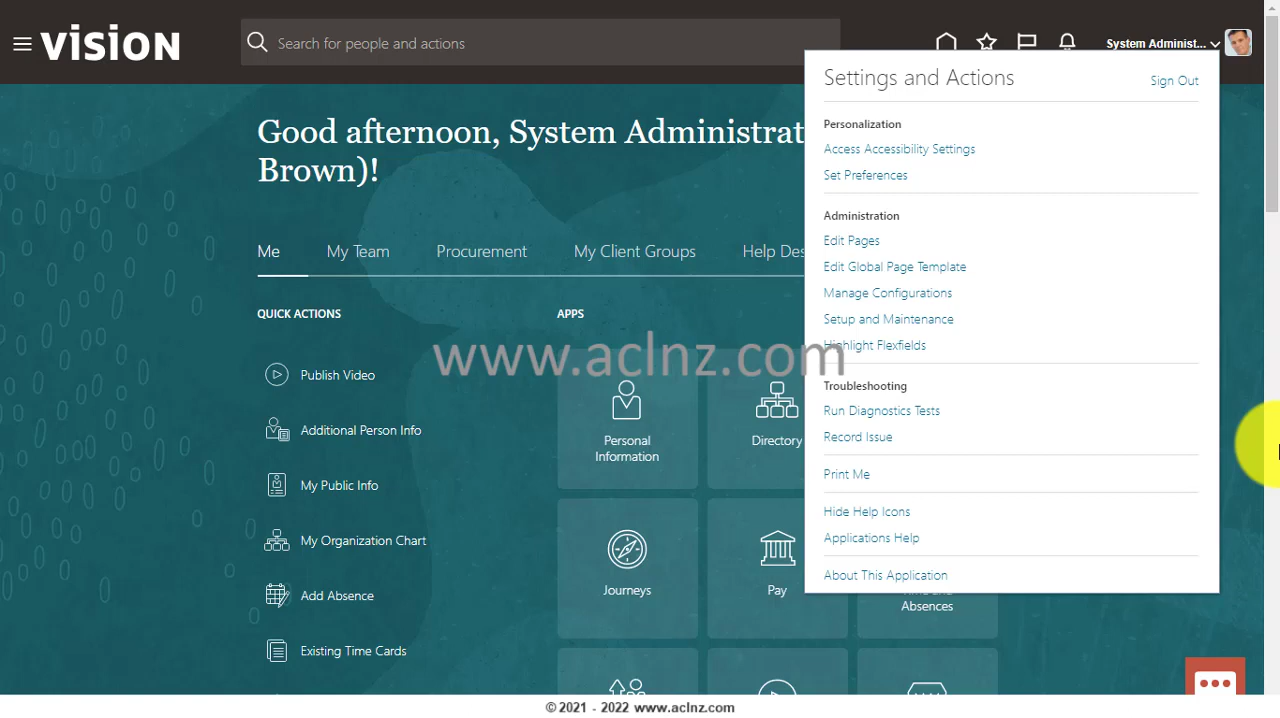 vision
Search for people and actions
System Administ...
Settings and Actions
Sign Out
Good afternoon, System Administrat
Brown)!
Personalization
Access Accessibility Settings
Set Preferences
Administration
Edit Pages
Edit Global Page Template
Manage Configurations
Setup and Maintenance
Highlight Flexfields
Troubleshooting
Run Diagnostics Tests
Record Issue
Print Me
Hide Help Icons
Applications Help
About This Application
Me My Team Procurement My Client Groups Help Des
QUICK ACTIONS
Publish Video
Additional Person Info
My Public Info
My Organization Chart
Add Absence
Existing Time Cards
APPS
Personal
Information
Directory
Journeys
Pay
Absences
www.aclnz.com
© 2021 - 2022 www.aclnz.com